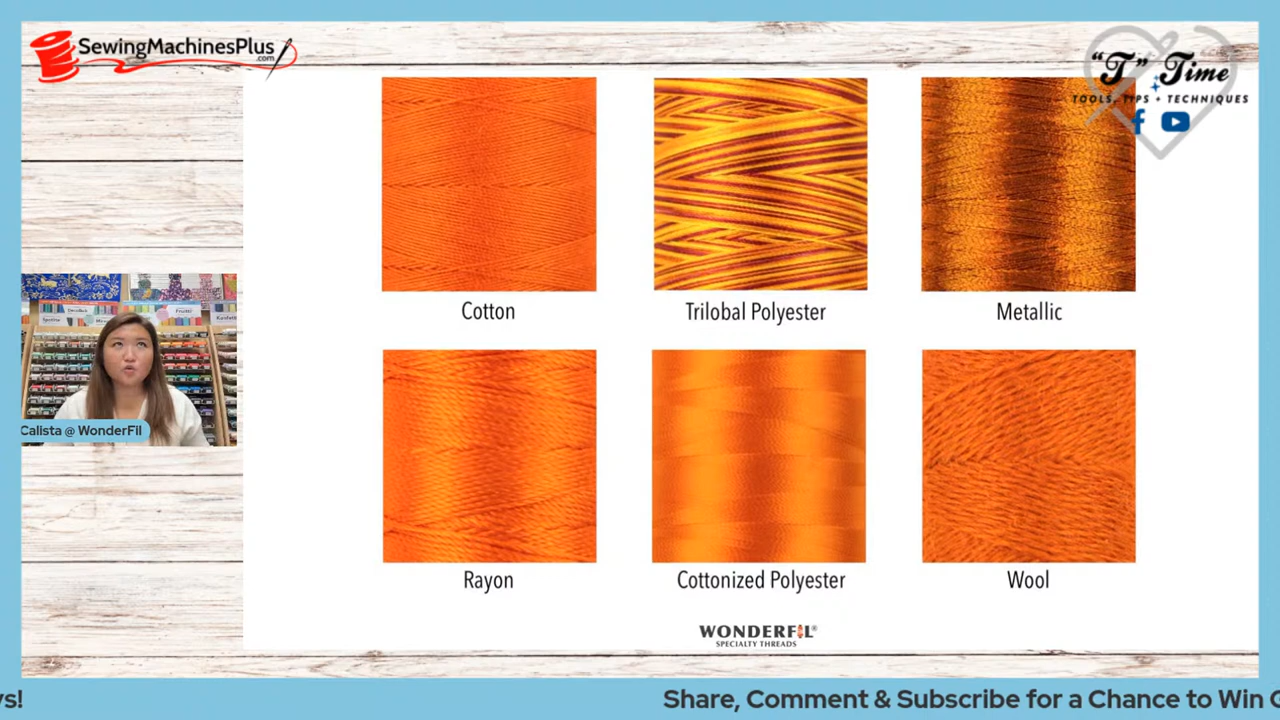 SewingMachinesPlus
.com
"T" Time
TOOLS, TIPS + TECHNIQUES
Cotton
Trilobal Polyester
Metallic
Calista @ WonderFil
Rayon
Cottonized Polyester
Wool
WONDERFIL®
SPECIALTY THREADS
ys!
Share, Comment & Subscribe for a Chance to Win